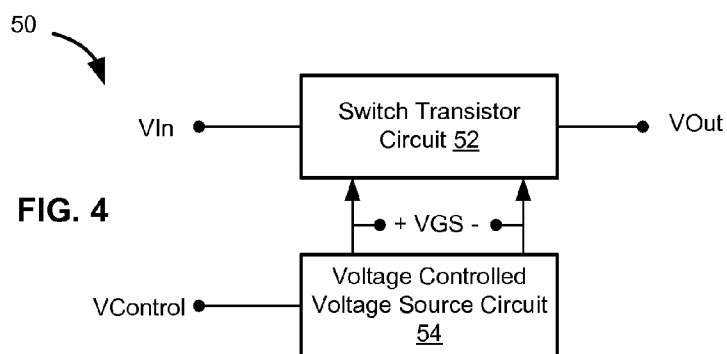 50
Switch Transistor
Circuit 52
VIn
VOut
FIG. 4
+ VGS -
Voltage Controlled
Voltage Source Circuit
54
VControl